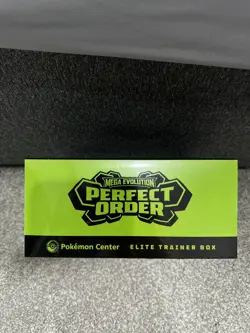 MEGA EVOLUTION
PERFECT
ORDER
Pokémon Center ELITE TRAINER BOX